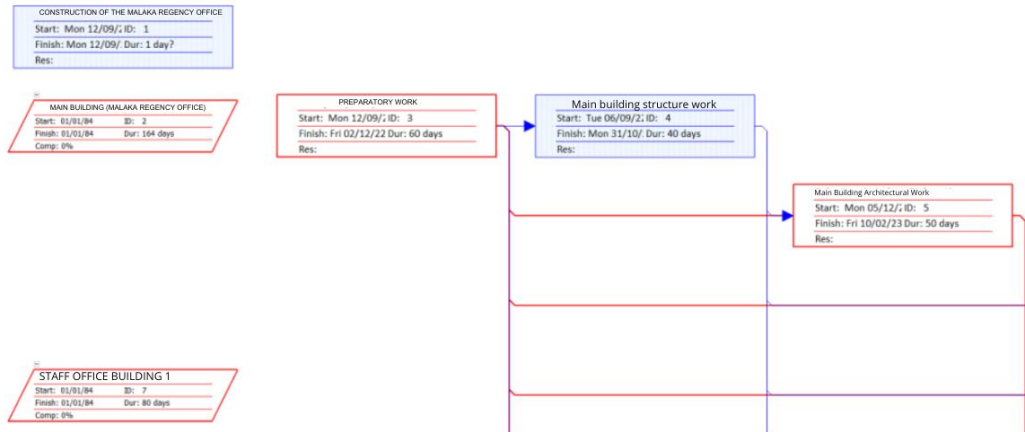 CONSTRUCTION OF THE MALAKA REGENCY OFFICE
Start: Mon 12/09/2 ID: 1
Finish: Mon 12/09/ Dur: 1 day?
Res:
MAIN BUILDING (MALAKA REGENCY OFFICE)
Start: 01/01/84 ID: 2
Finish: 01/01/84 Dur: 164 days
Comp: 0%
PREPARATORY WORK
Start: Mon 12/09/2 ID: 3
Finish: Fri 02/12/22 Dur: 60 days
Res:
Main building structure work
Start: Tue 06/09/2 ID: 4
Finish: Mon 31/10/ Dur: 40 days
Res:
Main Building Architectural Work
Start: Mon 05/12/2 ID: 5
Finish: Fri 10/02/23 Dur: 50 days
Res:
STAFF OFFICE BUILDING 1
Start: 01/01/84 ID: 7
Finish: 01/01/84 Dur: 80 days
Comp: 0%